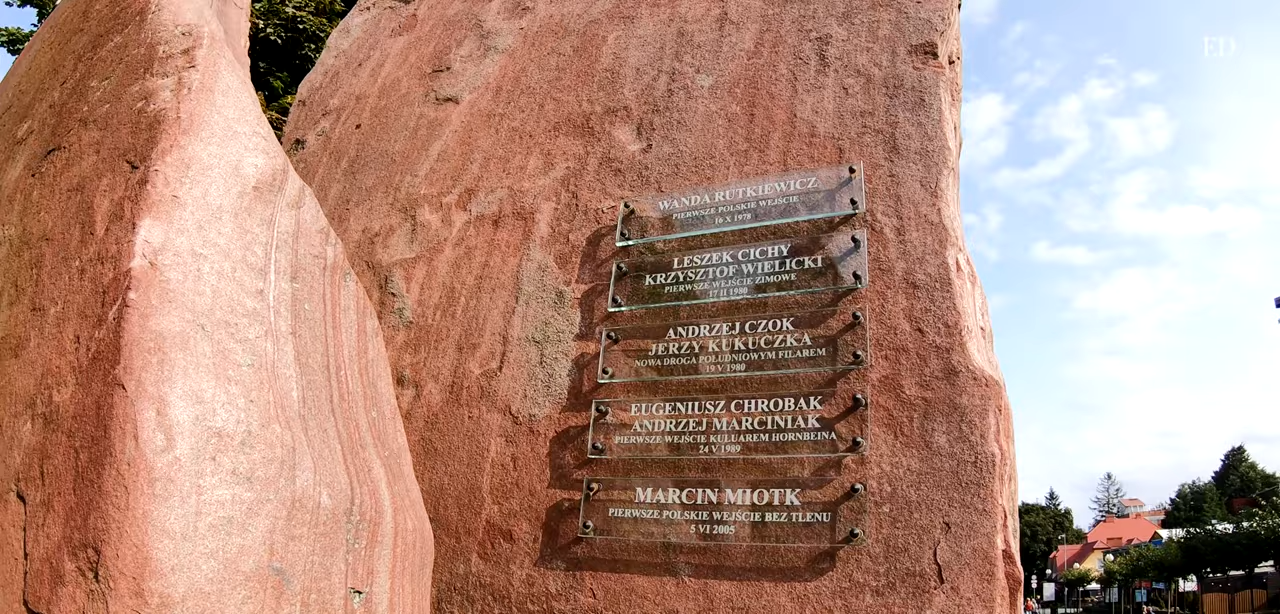 ED
WANDA RUTKIEWICZ
PIERWSZE POLSKIE WEJŚCIE
16 X 1978
LESZEK CICHY
KRZYSZTOF WIELICKI
PIERWSZE WEJŚCIE ZIMOWE
17 II 1980
ANDRZEJ CZOK
JERZY KUKUCZKA
NOWA DROGA POŁUDNIOWYM FILAREM
19 V 1980
EUGENIUSZ CHROBAK
ANDRZEJ MARCINIAK
PIERWSZE WEJŚCIE KULUAREM HORNBEINA
24 V 1989
MARCIN MIOTK
PIERWSZE POLSKIE WEJŚCIE BEZ TLENU
5 VI 2005